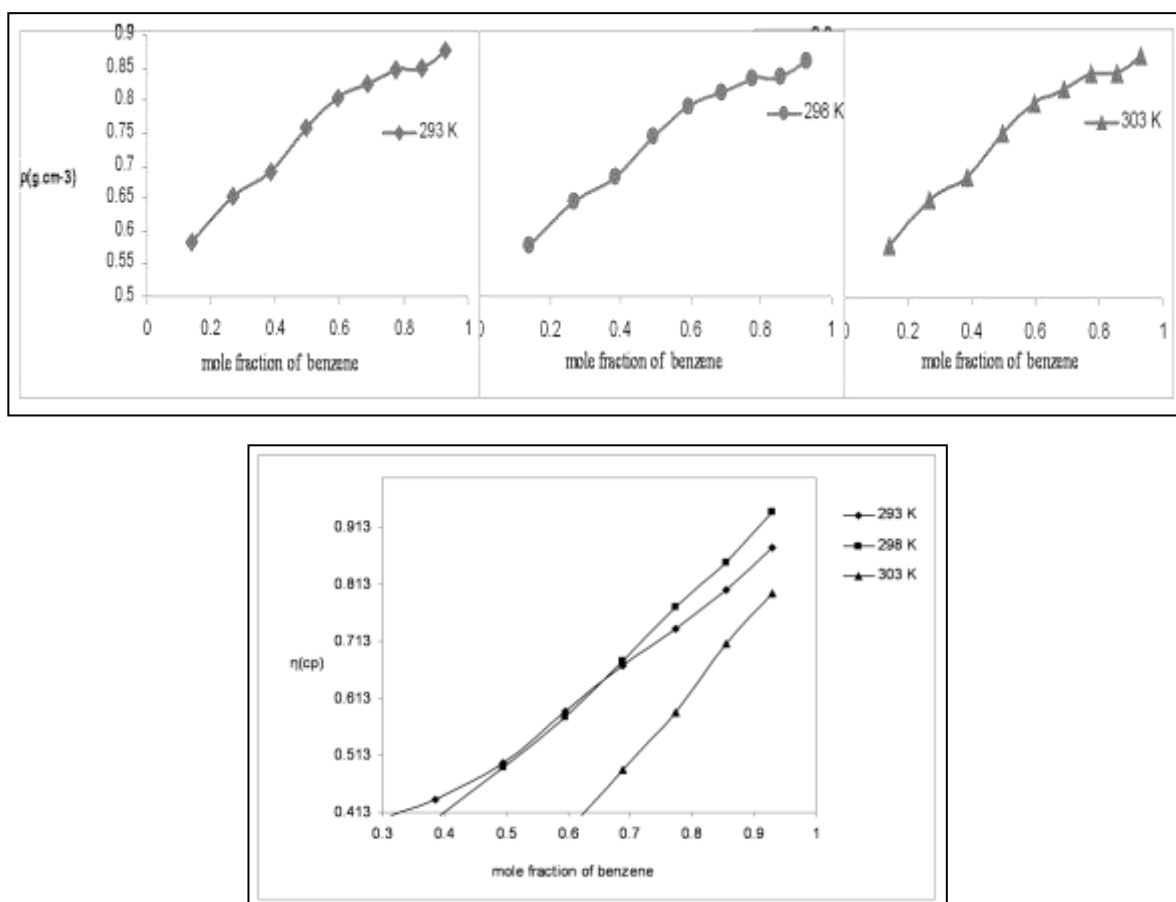 0.9
0.85
0.8
0.75
0.7
0.65
0.6
0.55
0.5
ρ(g.cm-3)
293 K
0 0.2 0.4 0.6 0.8 1
mole fraction of benzene
298 K
0 0.2 0.4 0.6 0.8 1
mole fraction of benzene
303 K
0 0.2 0.4 0.6 0.8 1
mole fraction of benzene
0.913
0.813
0.713
0.613
0.513
0.413
η(cp)
0.3 0.4 0.5 0.6 0.7 0.8 0.9 1
mole fraction of benzene
293 K
298 K
303 K